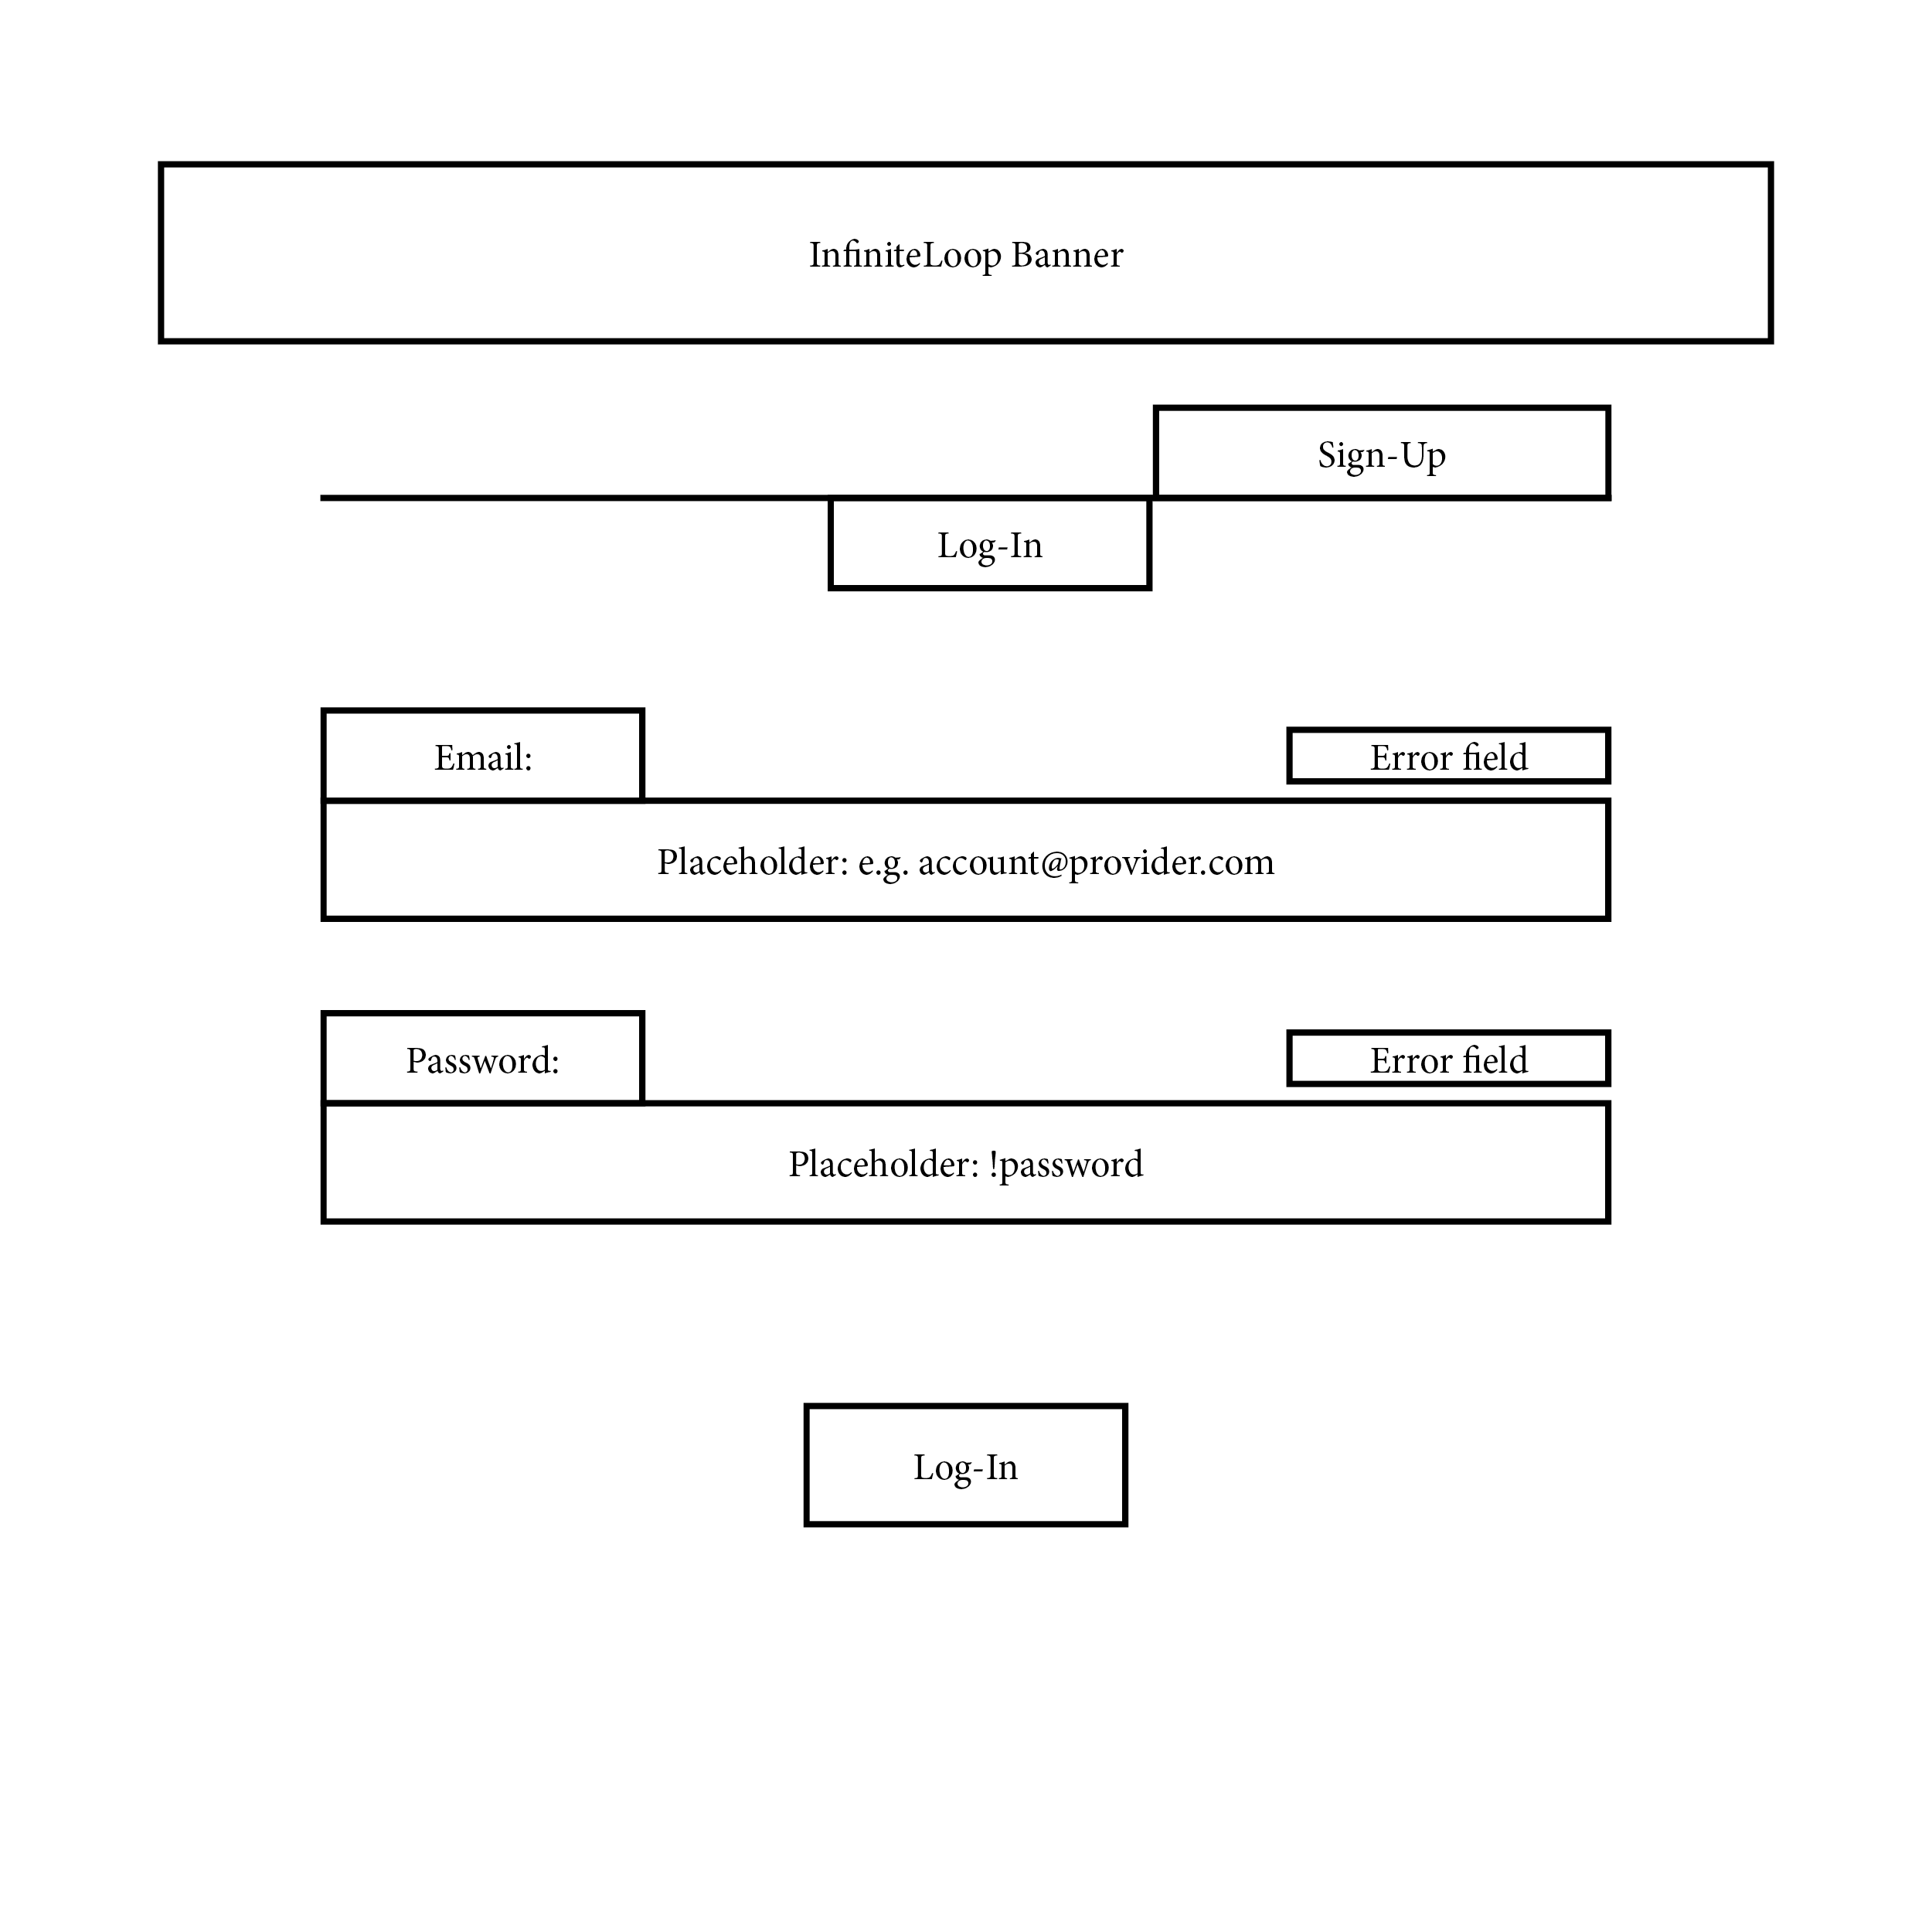 InfiniteLoop Banner
Sign-Up
Log-In
Email:
Error field
Placeholder: e.g. account@provider.com
Password:
Error field
Placeholder: !password
Log-In